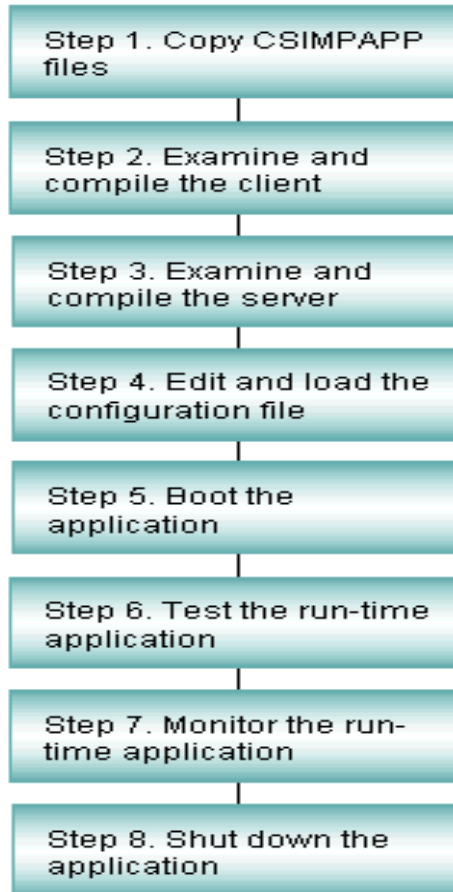 Step 1. Copy CSIMPAPP
files
Step 2. Examine and
compile the client
Step 3. Examine and
compile the server
Step 4. Edit and load the
configuration file
Step 5. Boot the
application
Step 6. Test the run-time
application
Step 7. Monitor the run-
time application
Step 8. Shut down the
application